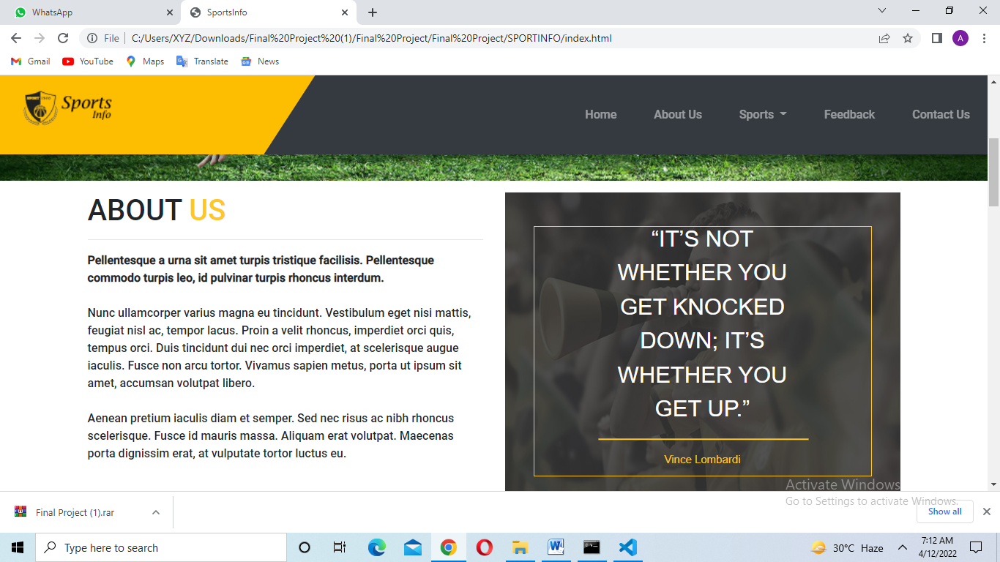 WhatsApp
SportsInfo
File
C:/Users/XYZ/Downloads/Final%20Project%20(1)/Final%20Project/Final%20Project/SPORTINFO/index.html
A
Gmail
YouTube
Maps
Translate
News
Sports
Info
Home
About Us
Sports
Feedback
Contact Us
ABOUT US
Pellentesque a urna sit amet turpis tristique facilisis. Pellentesque
commodo turpis leo, id pulvinar turpis rhoncus interdum.
Nunc ullamcorper varius magna eu tincidunt. Vestibulum eget nisi mattis,
feugiat nisl ac, tempor lacus. Proin a velit rhoncus, imperdiet orci quis,
tempus orci. Duis tincidunt dui nec orci imperdiet, at scelerisque augue
iaculis. Fusce non arcu tortor. Vivamus sapien metus, porta ut ipsum sit
amet, accumsan volutpat libero.
Aenean pretium iaculis diam et semper. Sed nec risus ac nibh rhoncus
scelerisque. Fusce id mauris massa. Aliquam erat volutpat. Maecenas
porta dignissim erat, at vulputate tortor luctus eu.
“IT’S NOT
WHETHER YOU
GET KNOCKED
DOWN; IT’S
WHETHER YOU
GET UP.”
Vince Lombardi
Activate Windows
Go to Settings to activate Windows.
Final Project (1).rar
Show all
Type here to search
30°C Haze
7:12 AM
4/12/2022